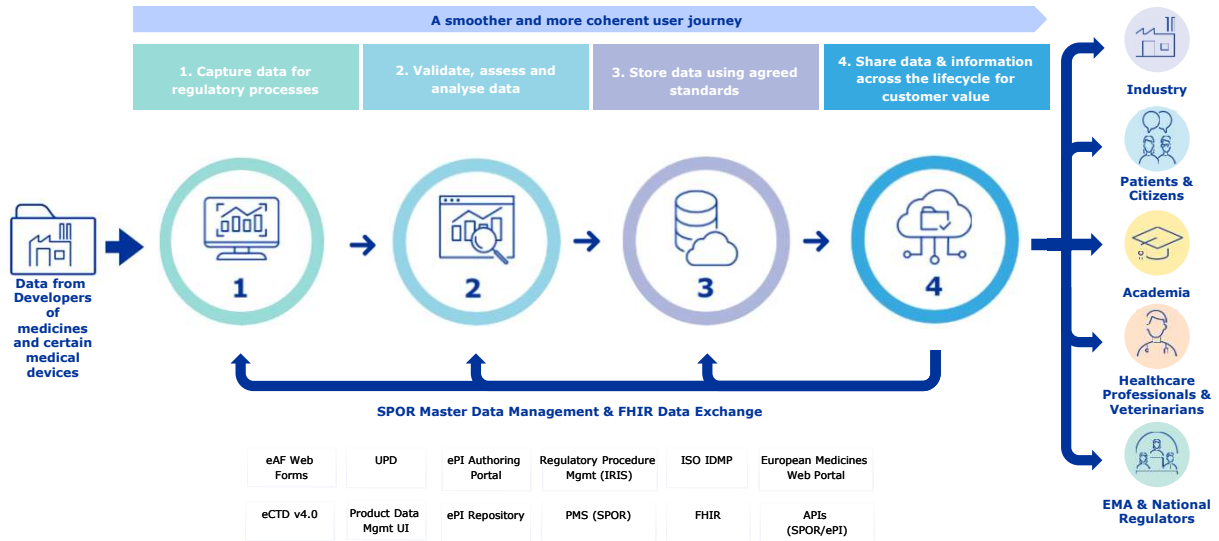 A smoother and more coherent user journey
1. Capture data for
regulatory processes
2. Validate, assess and
analyse data
3. Store data using agreed
standards
4. Share data & information
across the lifecycle for
customer value
Data from
Developers
of
medicines
and certain
medical
devices
1
2
3
4
SPOR Master Data Management & FHIR Data Exchange
eAF Web
Forms
UPD
ePI Authoring
Portal
Regulatory Procedure
Mgmt (IRIS)
ISO IDMP
European Medicines
Web Portal
eCTD v4.0
Product Data
Mgmt UI
ePI Repository
PMS (SPOR)
FHIR
APIs
(SPOR/ePI)
Industry
Patients &
Citizens
Academia
Healthcare
Professionals &
Veterinarians
EMA & National
Regulators